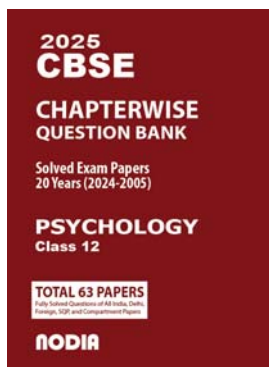 2025
CBSE
CHAPTERWISE
QUESTION BANK
Solved Exam Papers
20 Years (2024-2005)
PSYCHOLOGY
Class 12
TOTAL 63 PAPERS
Fully Solved Questions of All India, Delhi,
Foreign, SQP, and Compartment Papers
NODIA